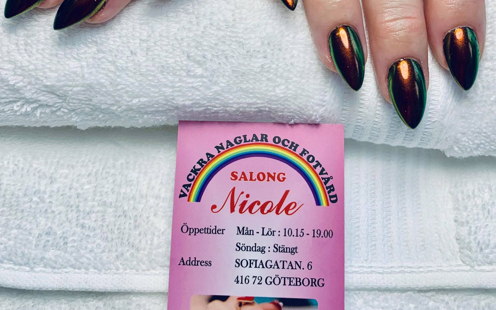 VACKRA NAGLAR OCH FOTVÅRD
SALONG
Nicole
Öppettider Mån - Lör : 10.15 - 19.00
Söndag : Stängt
Address SOFIAGATAN. 6
416 72 GÖTEBORG